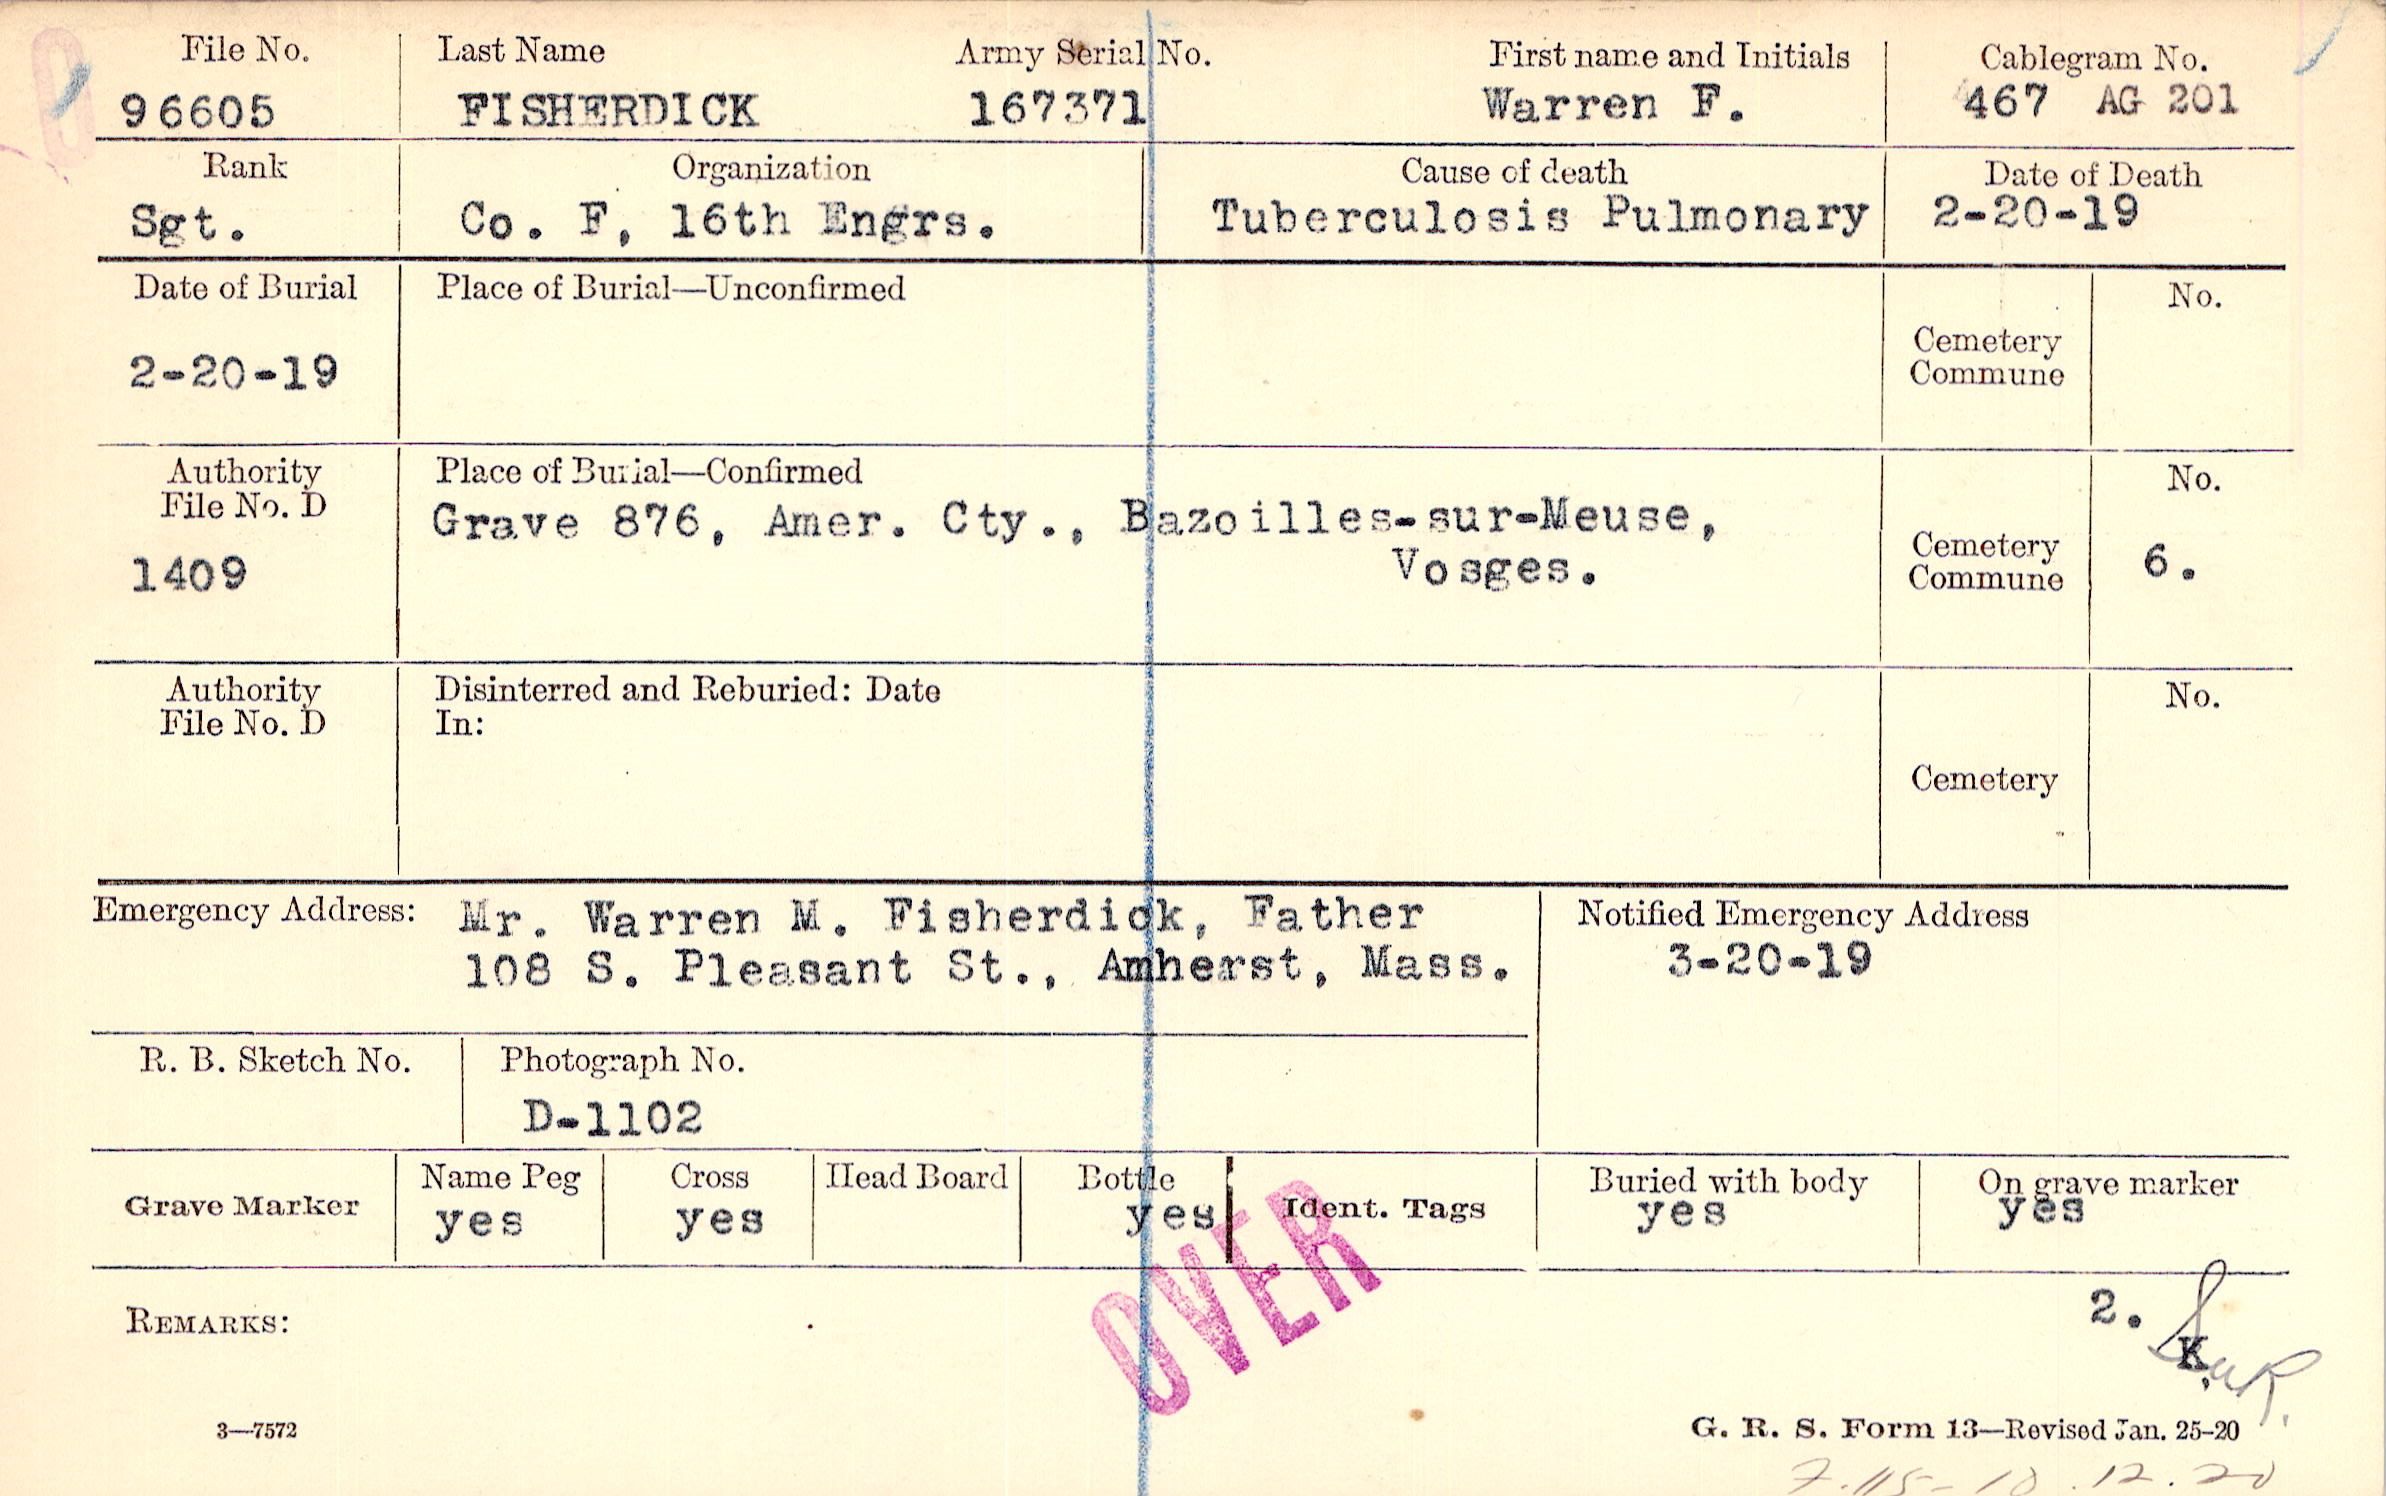 File No. Last Name Army Serial No. First name and Initials Cablegram No.
96605 FISHERDICK 167371 Warren F. 467 AG 201
Rank Organization Cause of death Date of Death
Sgt. Co. F, 16th Engrs. Tuberculosis Pulmonary 2-20-19
Date of Burial Place of Burial—Unconfirmed No.
Cemetery
Commune
2-20-19
Authority Place of Burial—Confirmed No.
File No. D
Grave 876, Amer. Cty., Bazoilles-sur-Meuse,
Vosges.
1409
Cemetery
Commune
6.
Authority Disinterred and Reburied: Date No.
File No. D In:
Cemetery
Emergency Address: Mr. Warren M. Fisherdick, Father
108 S. Pleasant St., Amherst, Mass.
Notified Emergency Address
3-20-19
R. B. Sketch No. Photograph No.
D-1102
Grave Marker
Name Peg Cross Head Board Bottle
yes yes yes
Ident. Tags
Buried with body On grave marker
yes yes
OVER
2.
K.
REMARKS:
3—7572 G. R. S. Form 13—Revised Jan. 25-20